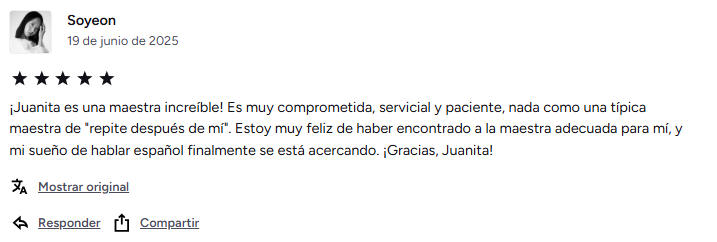 Soyeon
19 de junio de 2025
¡Juanita es una maestra increíble! Es muy comprometida, servicial y paciente, nada como una típica
maestra de "repite después de mí". Estoy muy feliz de haber encontrado a la maestra adecuada para mí, y
mi sueño de hablar español finalmente se está acercando. ¡Gracias, Juanita!
Mostrar original
Responder Compartir